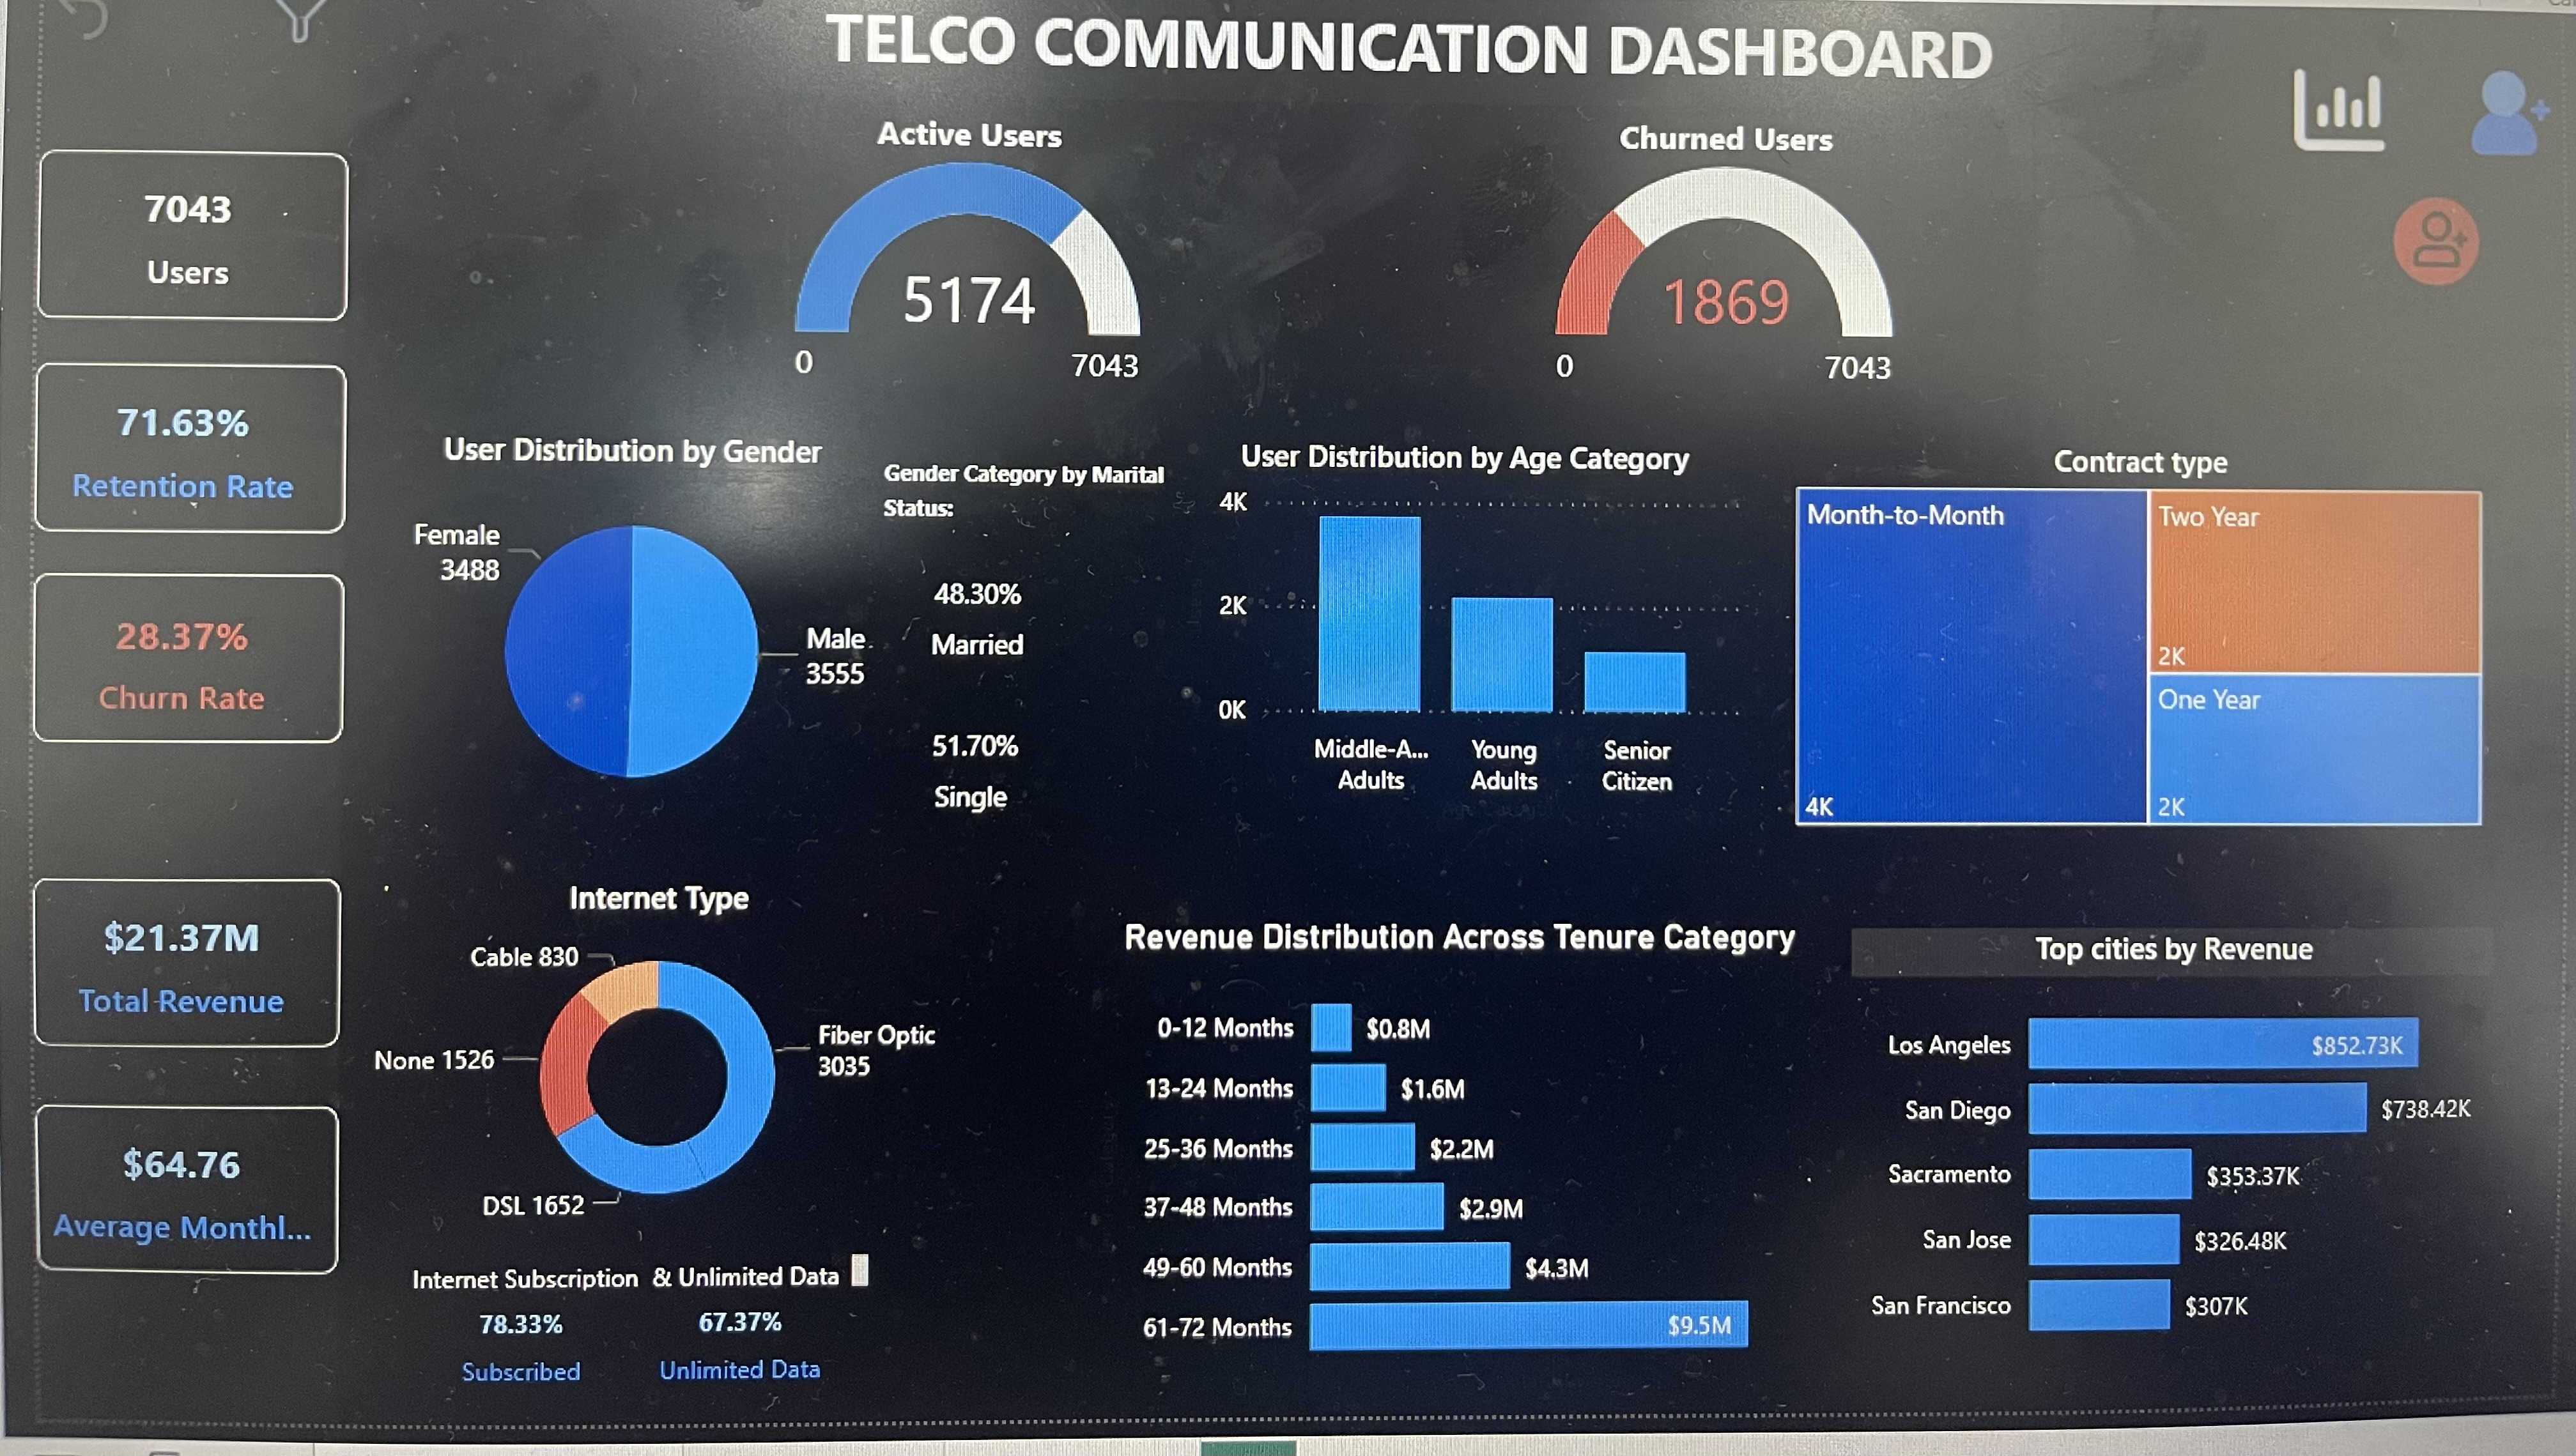 TELCO COMMUNICATION DASHBOARD
7043
Users
71.63%
Retention Rate
28.37%
Churn Rate
$21.37M
Total Revenue
$64.76
Average Monthl...
Active Users
5174
0
7043
Churned Users
1869
0
7043
User Distribution by Gender
Female
3488
Male
3555
Gender Category by Marital
Status:
48.30%
Married
51.70%
Single
User Distribution by Age Category
4K
2K
0K
Middle-A...
Adults
Young
Adults
Senior
Citizen
Contract type
Month-to-Month
4K
Two Year
2K
One Year
2K
Internet Type
Cable 830
None 1526
Fiber Optic
3035
DSL 1652
Internet Subscription & Unlimited Data
78.33%
Subscribed
67.37%
Unlimited Data
Revenue Distribution Across Tenure Category
0-12 Months $0.8M
13-24 Months $1.6M
25-36 Months $2.2M
37-48 Months $2.9M
49-60 Months $4.3M
61-72 Months $9.5M
Top cities by Revenue
Los Angeles $852.73K
San Diego $738.42K
Sacramento $353.37K
San Jose $326.48K
San Francisco $307K